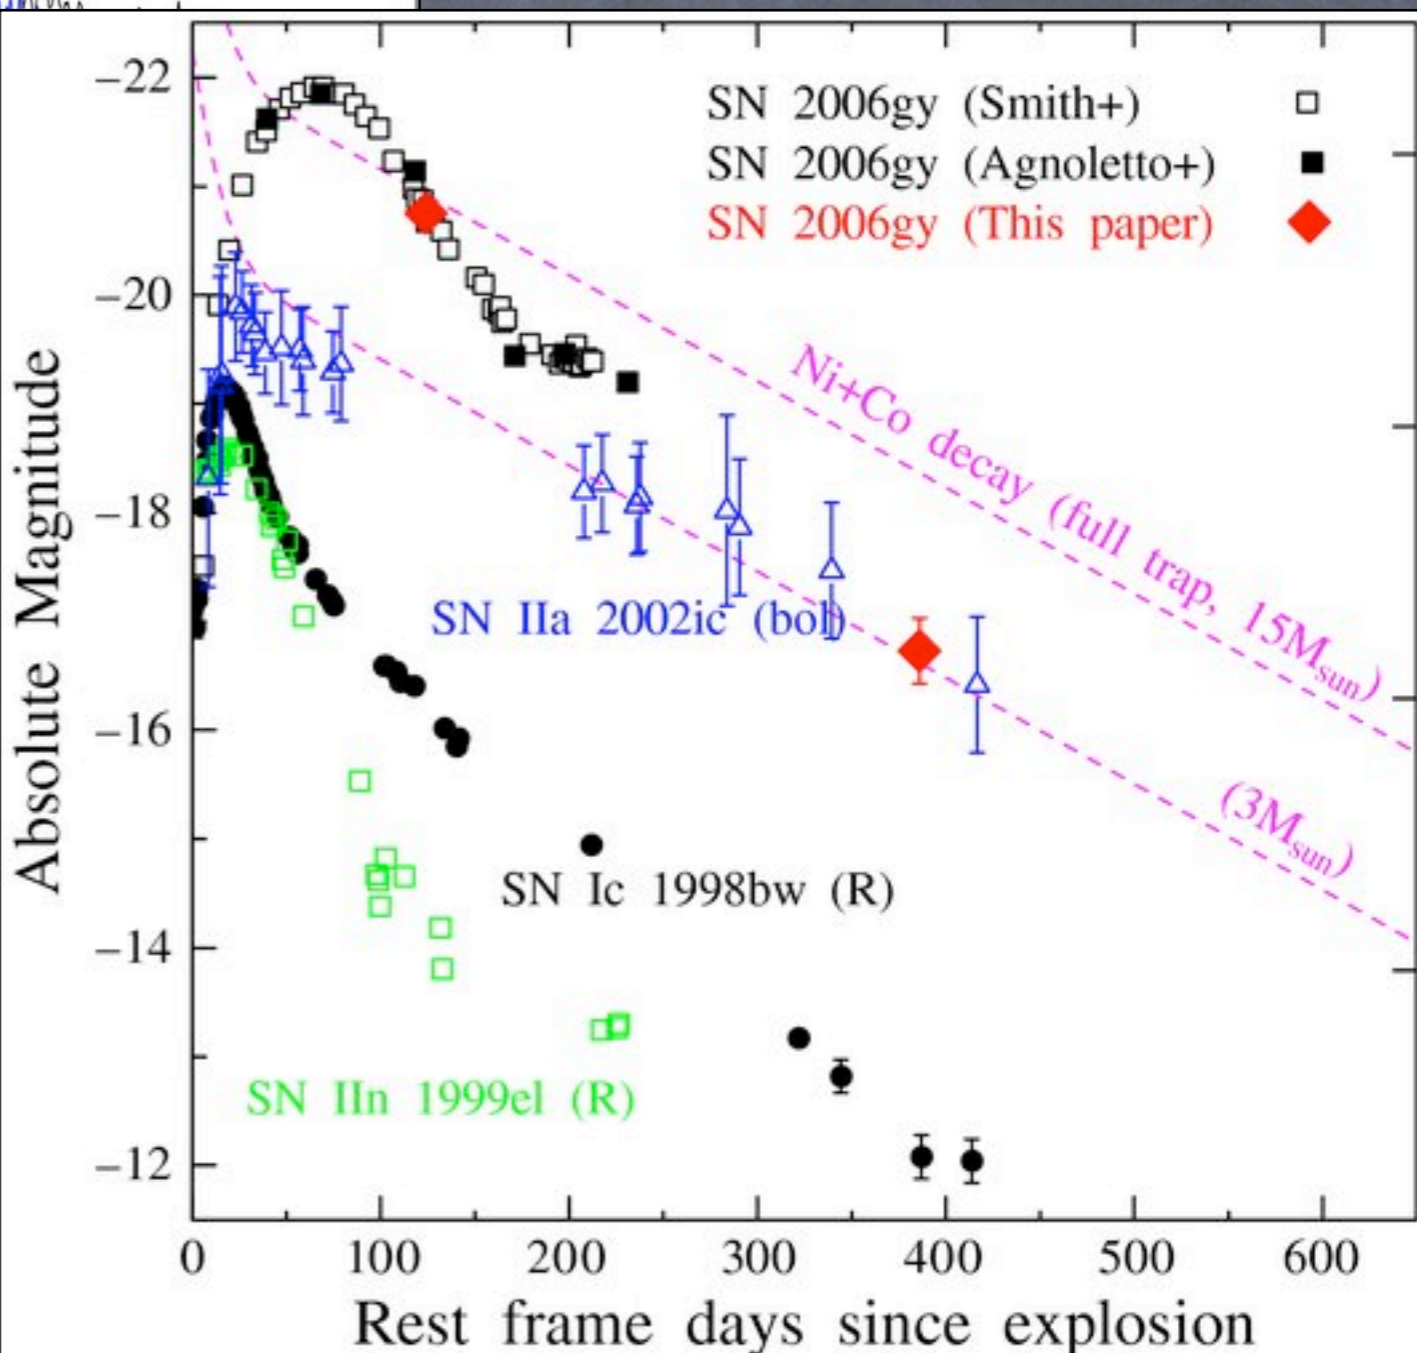 SN 2006gy (Smith+)
SN 2006gy (Agnoletto+)
SN 2006gy (This paper)
Absolute Magnitude
−22
−20
−18
−16
−14
−12
Ni+Co decay (full trap, 15Msun)
(3Msun)
SN IIa 2002ic (bol)
SN Ic 1998bw (R)
SN IIn 1999el (R)
0 100 200 300 400 500 600
Rest frame days since explosion